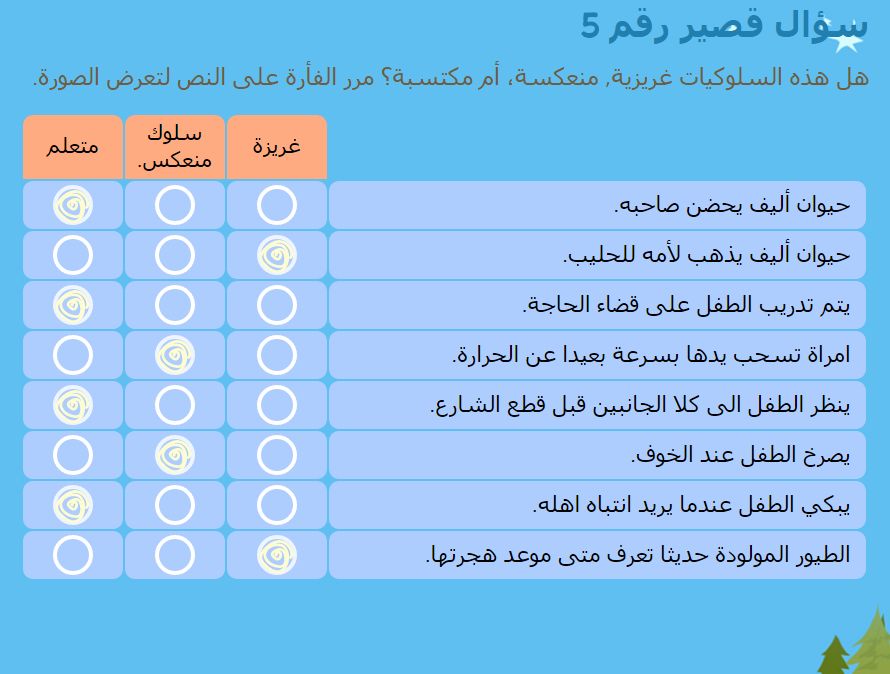 سؤال قصير رقم 5
هل هذه السلوكيات غريزية, منعكسة، أم مكتسبة؟ مرر الفأرة على النص لتعرض الصورة.
غريزة
سلوك
منعكس.
متعلم
حيوان أليف يحضن صاحبه.
حيوان أليف يذهب لأمه للحليب.
يتم تدريب الطفل على قضاء الحاجة.
امراة تسحب يدها بسرعة بعيدا عن الحرارة.
ينظر الطفل الى كلا الجانبين قبل قطع الشارع.
يصرخ الطفل عند الخوف.
يبكي الطفل عندما يريد انتباه اهله.
الطيور المولودة حديثا تعرف متى موعد هجرتها.